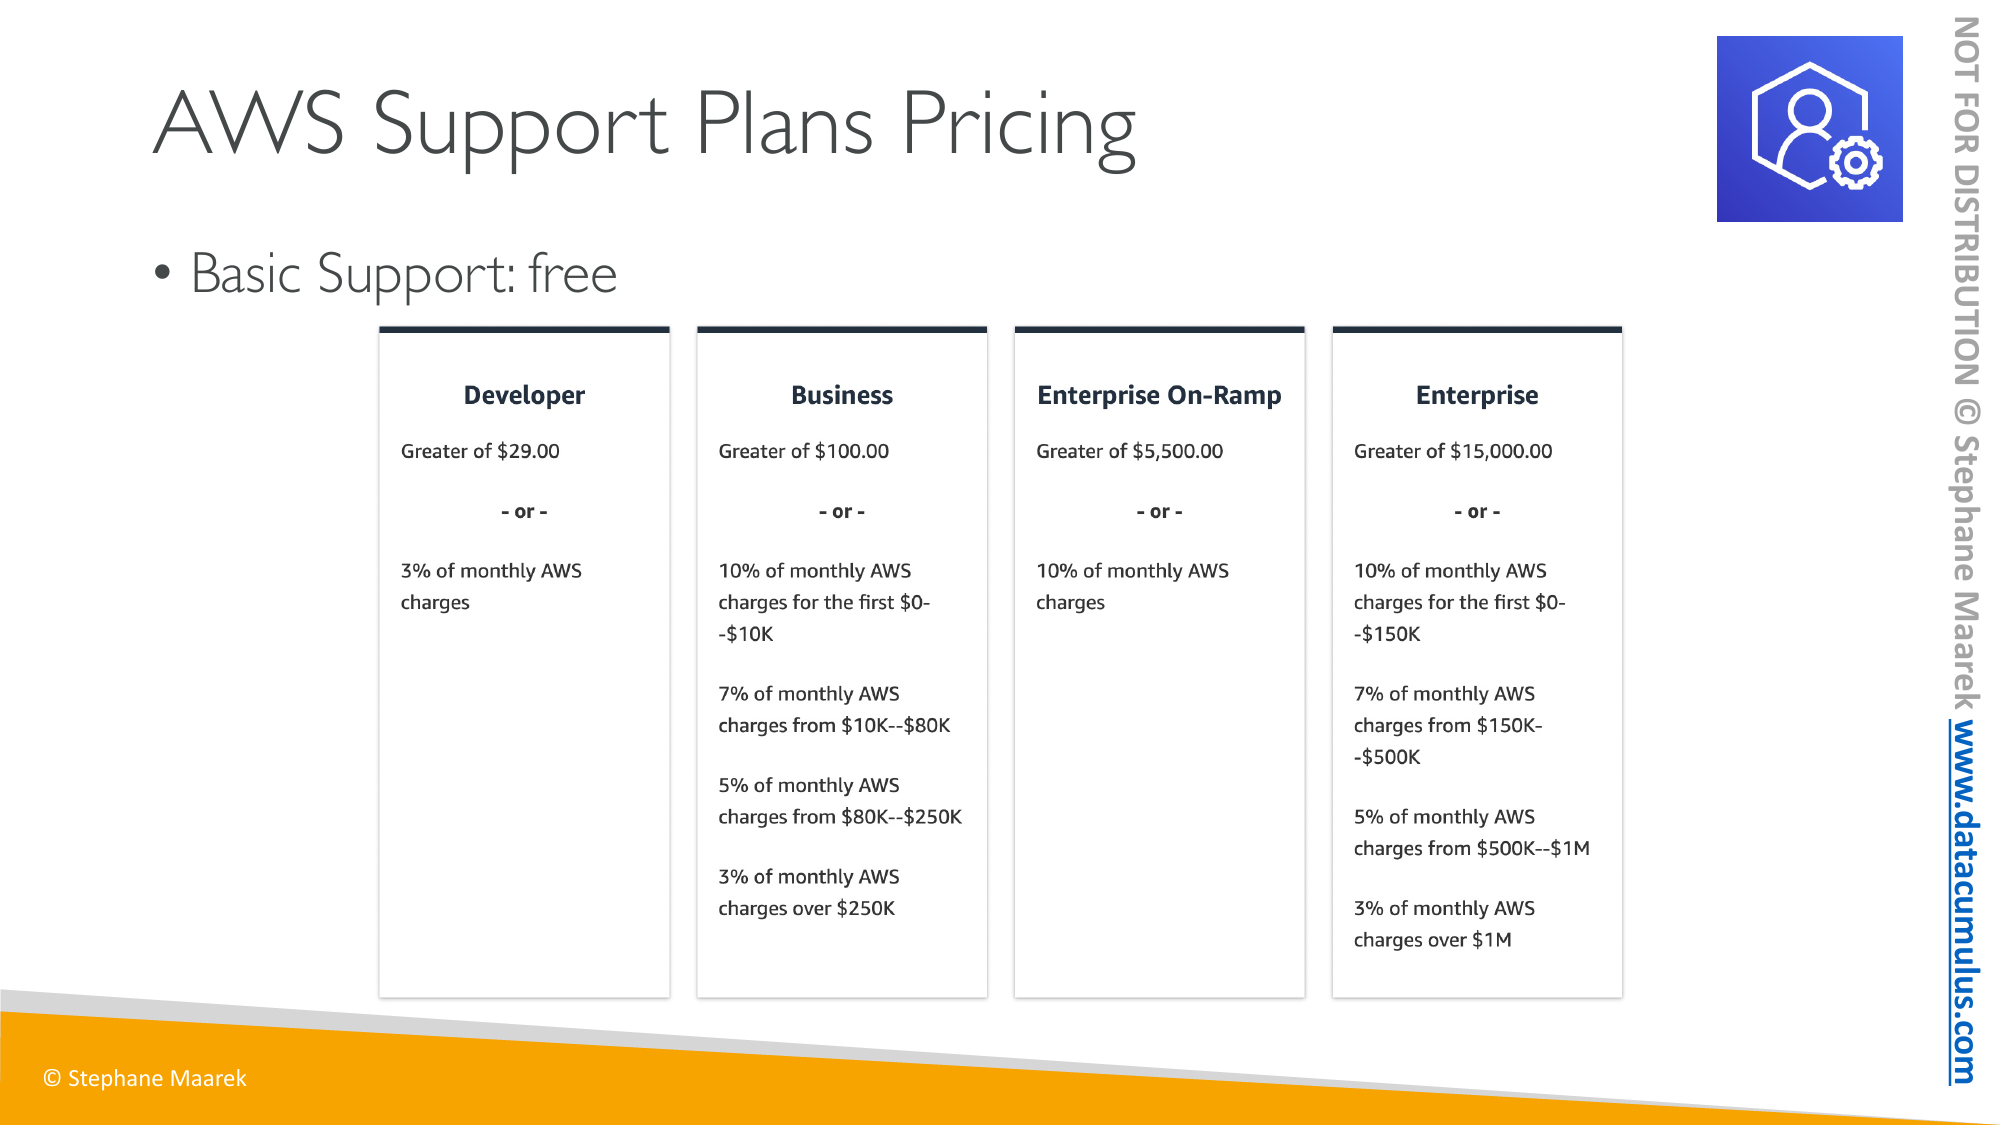 AWS Support Plans Pricing
• Basic Support: free
Developer
Greater of $29.00
- or -
3% of monthly AWS
charges
Business
Greater of $100.00
- or -
10% of monthly AWS
charges for the first $0-
-$10K
7% of monthly AWS
charges from $10K--$80K
5% of monthly AWS
charges from $80K--$250K
3% of monthly AWS
charges over $250K
Enterprise On-Ramp
Greater of $5,500.00
- or -
10% of monthly AWS
charges
Enterprise
Greater of $15,000.00
- or -
10% of monthly AWS
charges for the first $0-
-$150K
7% of monthly AWS
charges from $150K-
-$500K
5% of monthly AWS
charges from $500K--$1M
3% of monthly AWS
charges over $1M
© Stephane Maarek
NOT FOR DISTRIBUTION © Stephane Maarek www.datacumulus.com